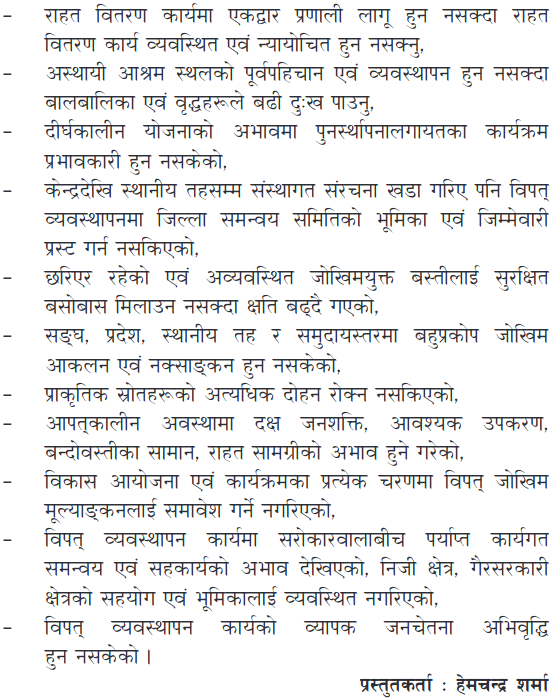 – राहत वितरण कार्यमा एकद्वार प्रणाली लागू हुन नसक्दा राहत
वितरण कार्य व्यवस्थित एवं न्यायोचित हुन नसक्नु,
– अस्थायी आश्रम स्थलको पूर्वपहिचान एवं व्यवस्थापन हुन नसक्दा
बालबालिका एवं वृद्धहरूले बढी दुःख पाउनु,
– दीर्घकालीन योजनाको अभावमा पुनर्स्थापनालगायतका कार्यक्रम
प्रभावकारी हुन नसकेको,
– केन्द्रदेखि स्थानीय तहसम्म संस्थागत संरचना खडा गरिए पनि विपत्
व्यवस्थापनमा जिल्ला समन्वय समितिको भूमिका एवं जिम्मेवारी
प्रस्ट गर्न नसकिएको,
– छरिएर रहेको एवं अव्यवस्थित जोखिमयुक्त बस्तीलाई सुरक्षित
बसोबास मिलाउन नसक्दा क्षति बढ्दै गएको,
– सङ्घ, प्रदेश, स्थानीय तह र समुदायस्तरमा बहुप्रकोप जोखिम
आकलन एवं नक्साङ्कन हुन नसकेको,
– प्राकृतिक स्रोतहरूको अत्यधिक दोहन रोक्न नसकिएको,
– आपत्कालीन अवस्थामा दक्ष जनशक्ति, आवश्यक उपकरण,
बन्दोवस्तीका सामान, राहत सामग्रीको अभाव हुने गरेको,
– विकास आयोजना एवं कार्यक्रमका प्रत्येक चरणमा विपत् जोखिम
मूल्याङ्कनलाई समावेश गर्ने नगरिएको,
– विपत् व्यवस्थापन कार्यमा सरोकारवालाबीच पर्याप्त कार्यगत
समन्वय एवं सहकार्यको अभाव देखिएको, निजी क्षेत्र, गैरसरकारी
क्षेत्रको सहयोग एवं भूमिकालाई व्यवस्थित नगरिएको,
– विपत् व्यवस्थापन कार्यको व्यापक जनचेतना अभिवृद्धि
हुन नसकेको ।
प्रस्तुतकर्ता : हेमचन्द्र शर्मा